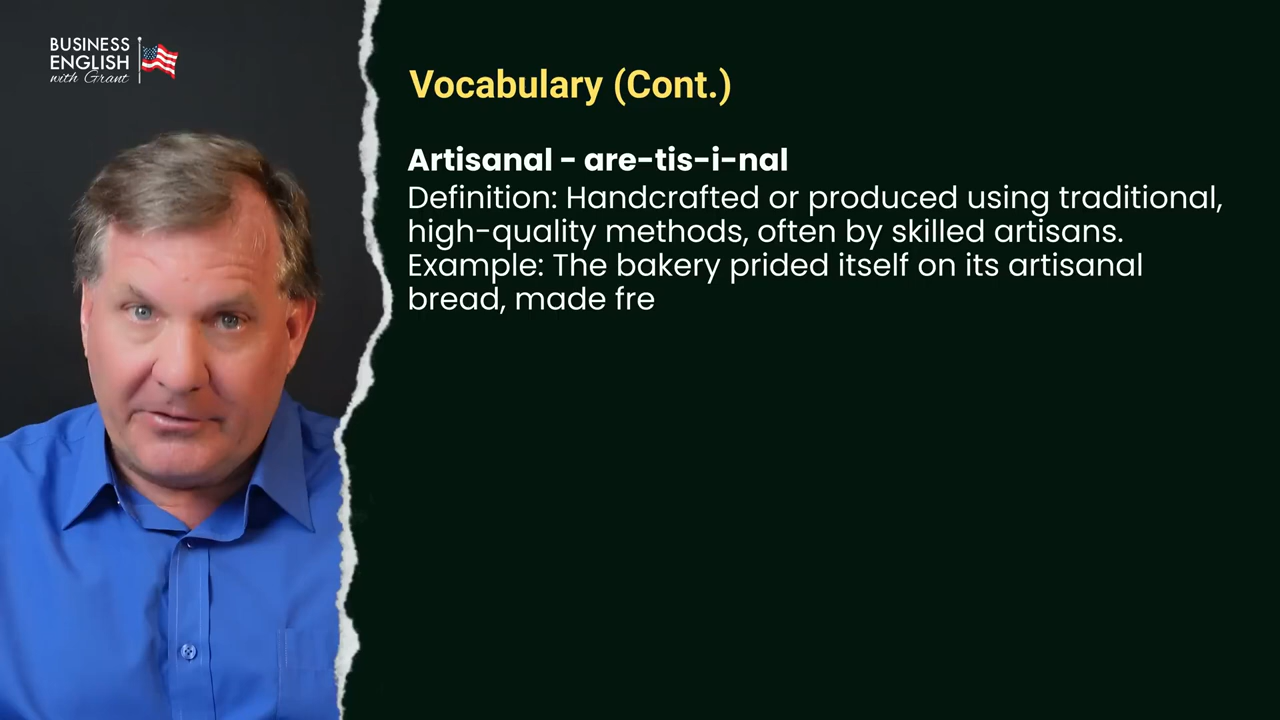 BUSINESS
ENGLISH
with Grant
Vocabulary (Cont.)
Artisanal - are-tis-i-nal
Definition: Handcrafted or produced using traditional,
high-quality methods, often by skilled artisans.
Example: The bakery prided itself on its artisanal
bread, made fre